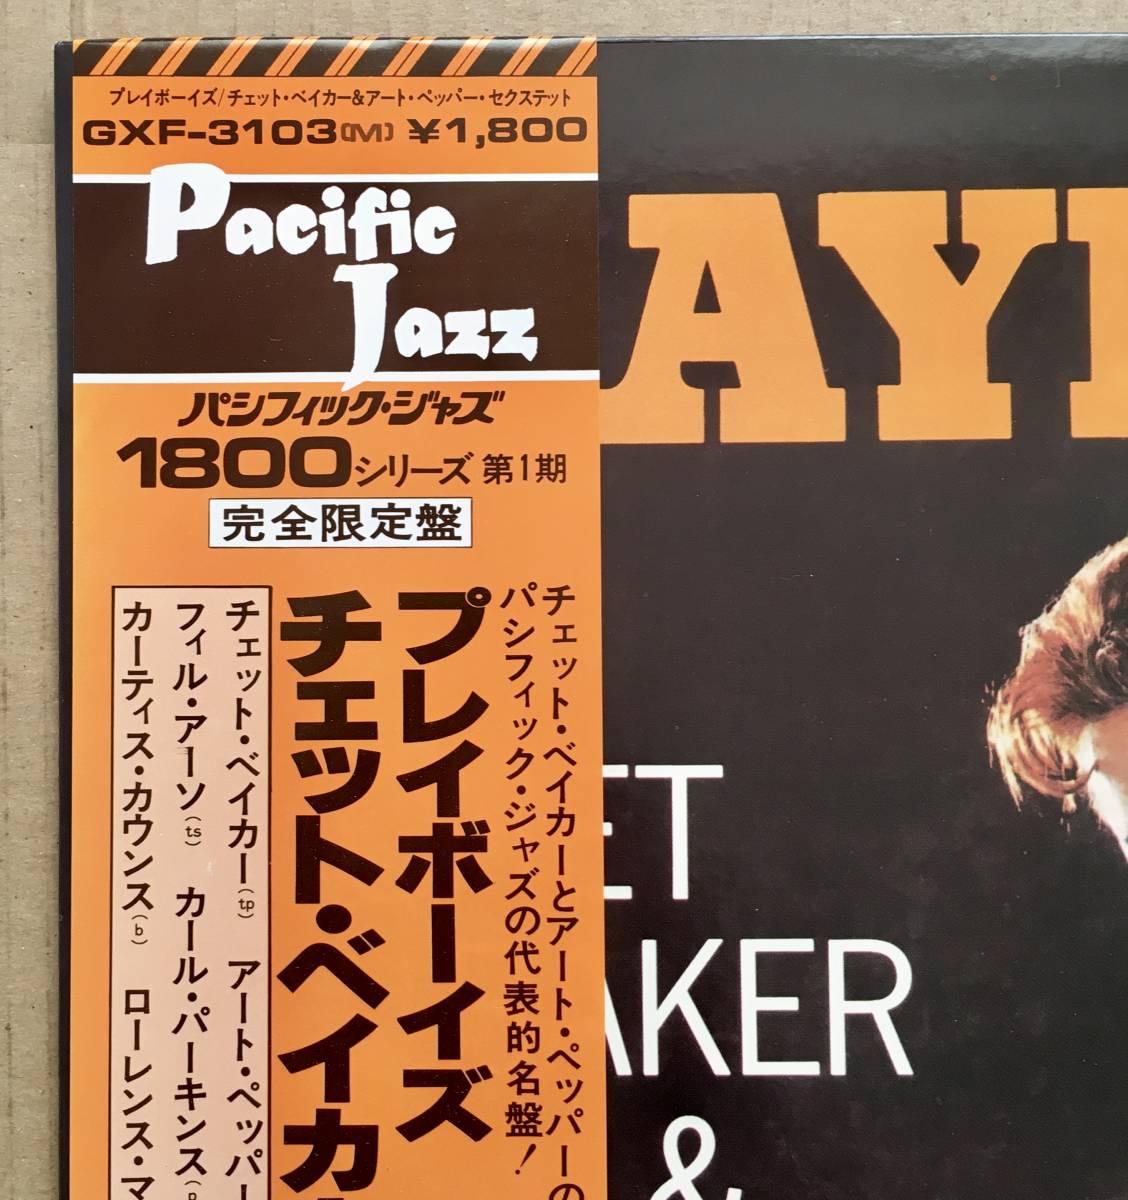 プレイボーイズ/チェット・ベイカー&アート・ペッパー・セクステット
GXF-3103(M) ¥1,800
Pacific
Jazz
パシフィック・ジャズ
1800シリーズ 第1期
完全限定盤
チェット・ベイカーとアート・ペッパーの
パシフィック・ジャズの代表的名盤!
プレイボーイズ
チェット・ベイカ
チェット・ベイカー(tp) アート・ペッパー
フィル・アーソ(ts) カール・パーキンス(p
カーティス・カウンス(b) ローレンス・マ
AY
ET
AKER
&